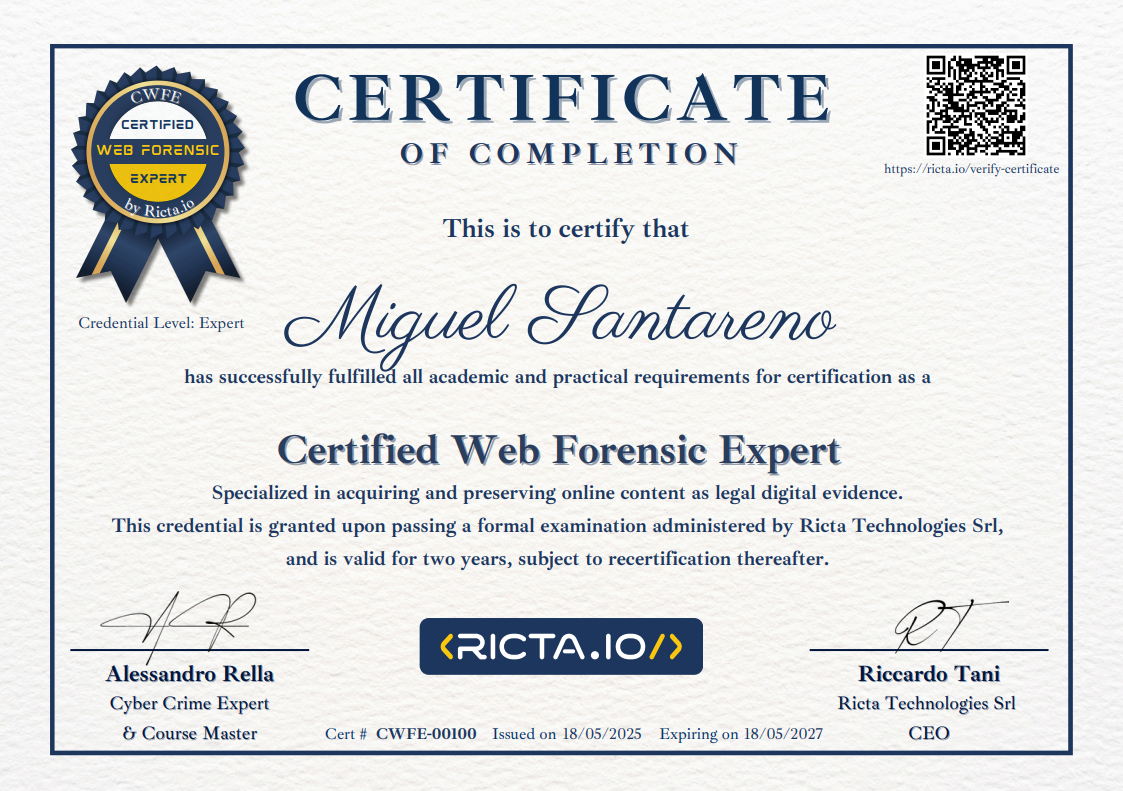 CWFE
CERTIFIED
WEB FORENSIC
EXPERT
by Ricta.io
Credential Level: Expert
CERTIFICATE
OF COMPLETION
https://ricta.io/verify-certificate
This is to certify that
Miguel Santareno
has successfully fulfilled all academic and practical requirements for certification as a
Certified Web Forensic Expert
Specialized in acquiring and preserving online content as legal digital evidence.
This credential is granted upon passing a formal examination administered by Ricta Technologies Srl,
and is valid for two years, subject to recertification thereafter.
Alessandro Rella
Cyber Crime Expert
& Course Master
<RICTA.IO/>
Cert # CWFE-00100 Issued on 18/05/2025 Expiring on 18/05/2027
Riccardo Tani
Ricta Technologies Srl
CEO